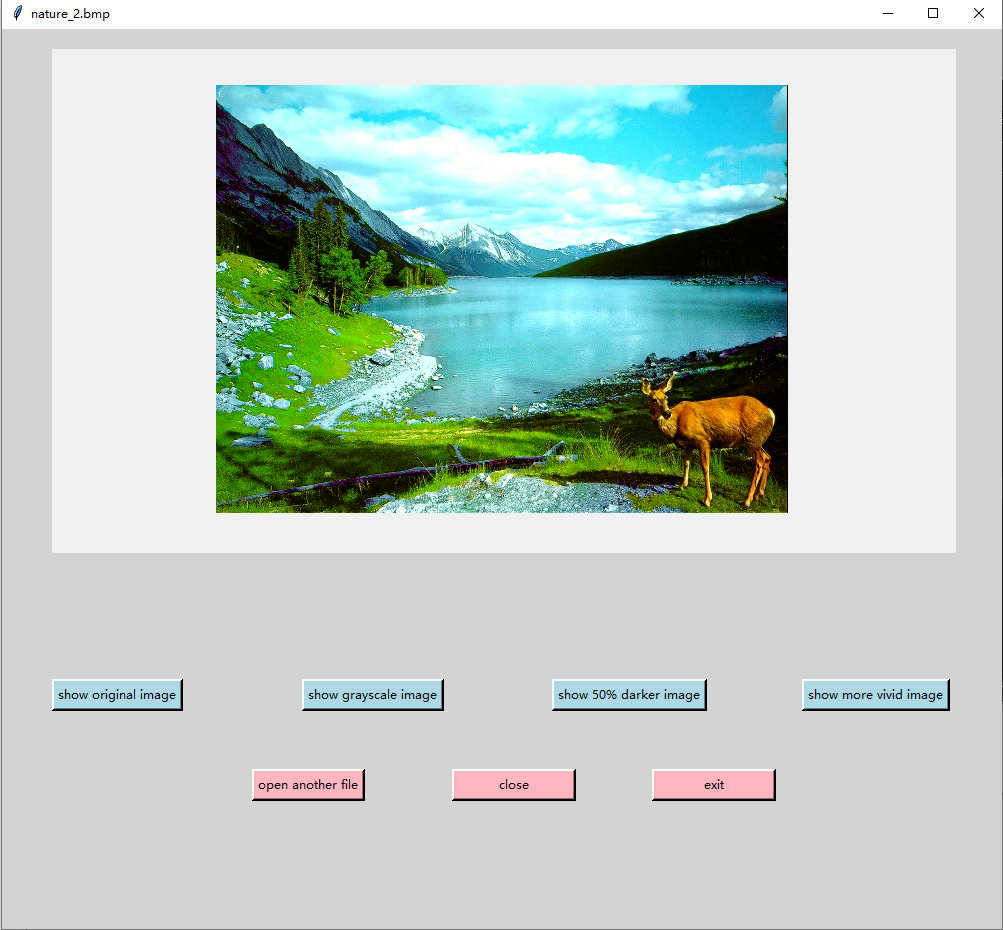 nature_2.bmp
show original image
show grayscale image
show 50% darker image
show more vivid image
open another file
close
exit